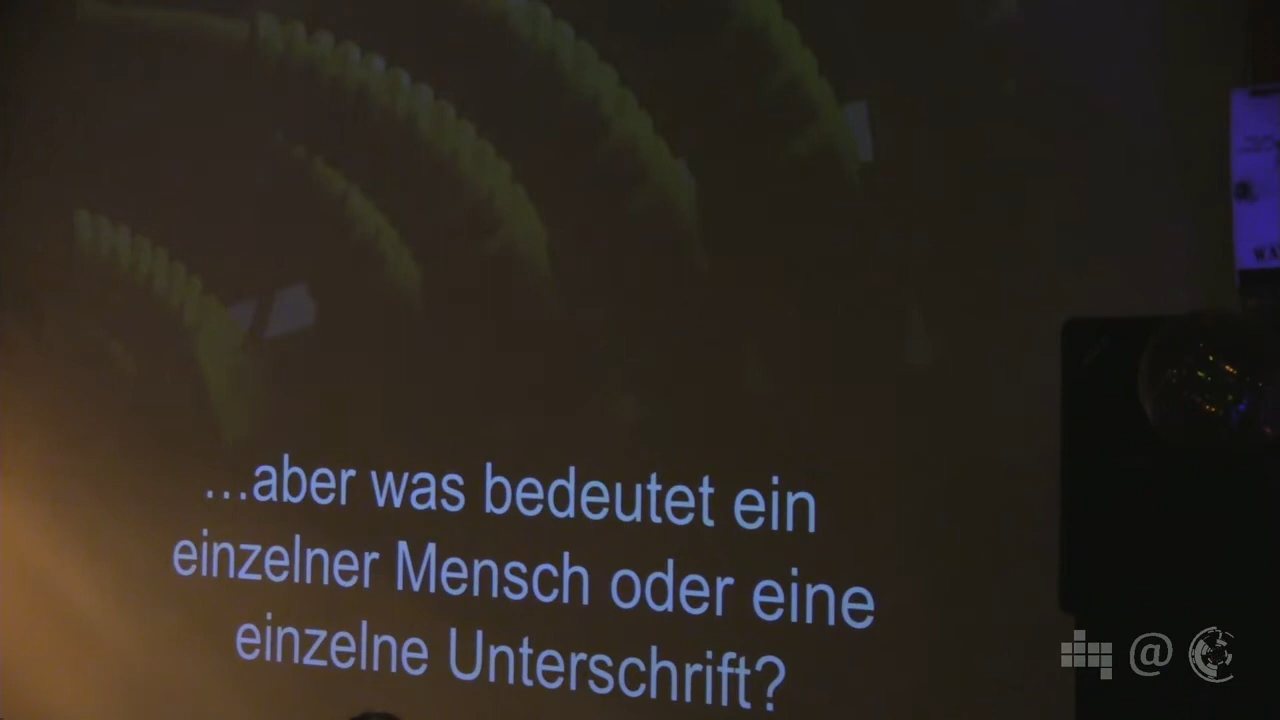 …aber was bedeutet ein
einzelner Mensch oder eine
einzelne Unterschrift?
@